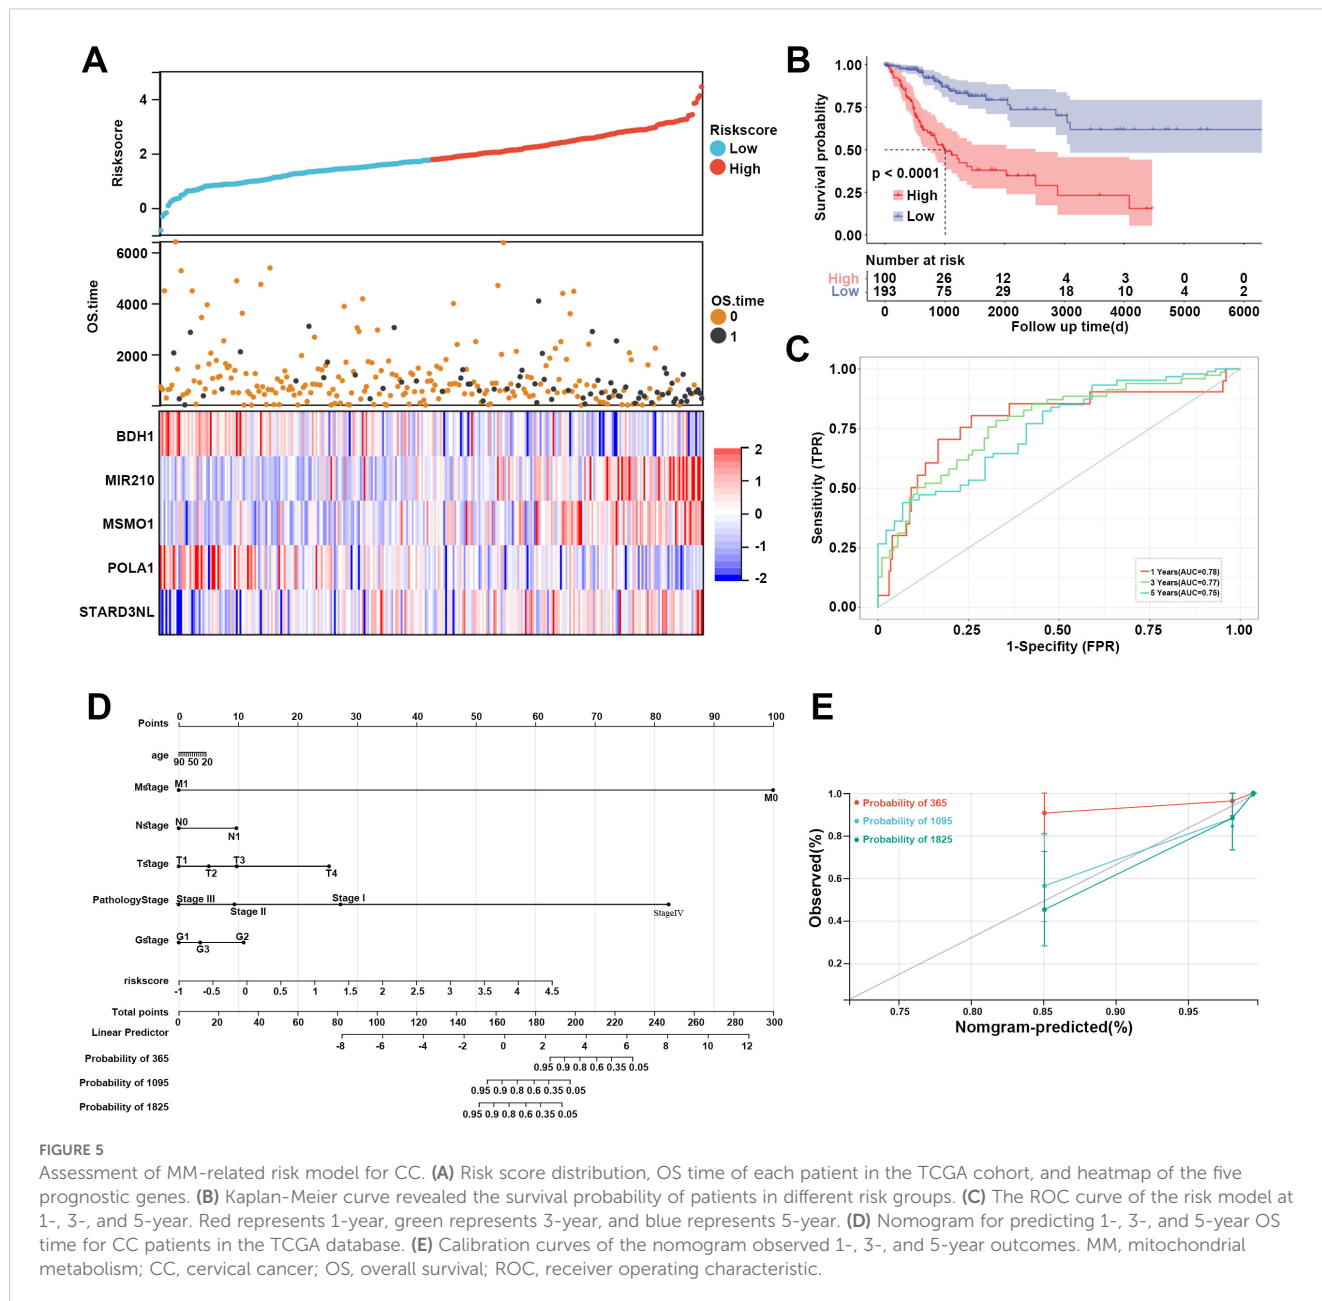 A
Risksocre
4
2
0
Riskscore
Low
High
OS.time
6000
4000
2000
OS.time
0
1
BDH1
MIR210
MSMO1
POLA1
STARD3NL
2
1
0
-1
-2
B
Survival probablity
1.00
0.75
0.50
0.25
0.00
p < 0.0001
High
Low
Number at risk
High 100 26 12 4 3 0 0
Low 193 75 29 18 10 4 2
0 1000 2000 3000 4000 5000 6000
Follow up time(d)
C
Sensitivity (TPR)
1.00
0.75
0.50
0.25
0.00
1 Years(AUC=0.78)
3 Years(AUC=0.77)
5 Years(AUC=0.75)
0 0.25 0.50 0.75 1.00
1-Specifity (FPR)
D
Points 0 10 20 30 40 50 60 70 80 90 100
age
90 50 20
Mstage M1 M0
Nstage N0 N1
Tstage T1 T2 T3 T4
PathologyStage Stage III Stage II Stage I StageIV
Gstage G1 G3 G2
riskscore
-1 -0.5 0 0.5 1 1.5 2 2.5 3 3.5 4 4.5
Total points
0 20 40 60 80 100 120 140 160 180 200 220 240 260 280 300
Linear Predictor
-8 -6 -4 -2 0 2 4 6 8 10 12
Probability of 365
0.95 0.9 0.8 0.6 0.35 0.05
Probability of 1095
0.95 0.9 0.8 0.6 0.35 0.05
Probability of 1825
0.95 0.9 0.8 0.6 0.35 0.05
E
Observed(%)
1.0
0.8
0.6
0.4
0.2
Probability of 365
Probability of 1095
Probability of 1825
0.75 0.80 0.85 0.90 0.95
Nomgram-predicted(%)
FIGURE 5
Assessment of MM-related risk model for CC. (A) Risk score distribution, OS time of each patient in the TCGA cohort, and heatmap of the five
prognostic genes. (B) Kaplan-Meier curve revealed the survival probability of patients in different risk groups. (C) The ROC curve of the risk model at
1-, 3-, and 5-year. Red represents 1-year, green represents 3-year, and blue represents 5-year. (D) Nomogram for predicting 1-, 3-, and 5-year OS
time for CC patients in the TCGA database. (E) Calibration curves of the nomogram observed 1-, 3-, and 5-year outcomes. MM, mitochondrial
metabolism; CC, cervical cancer; OS, overall survival; ROC, receiver operating characteristic.